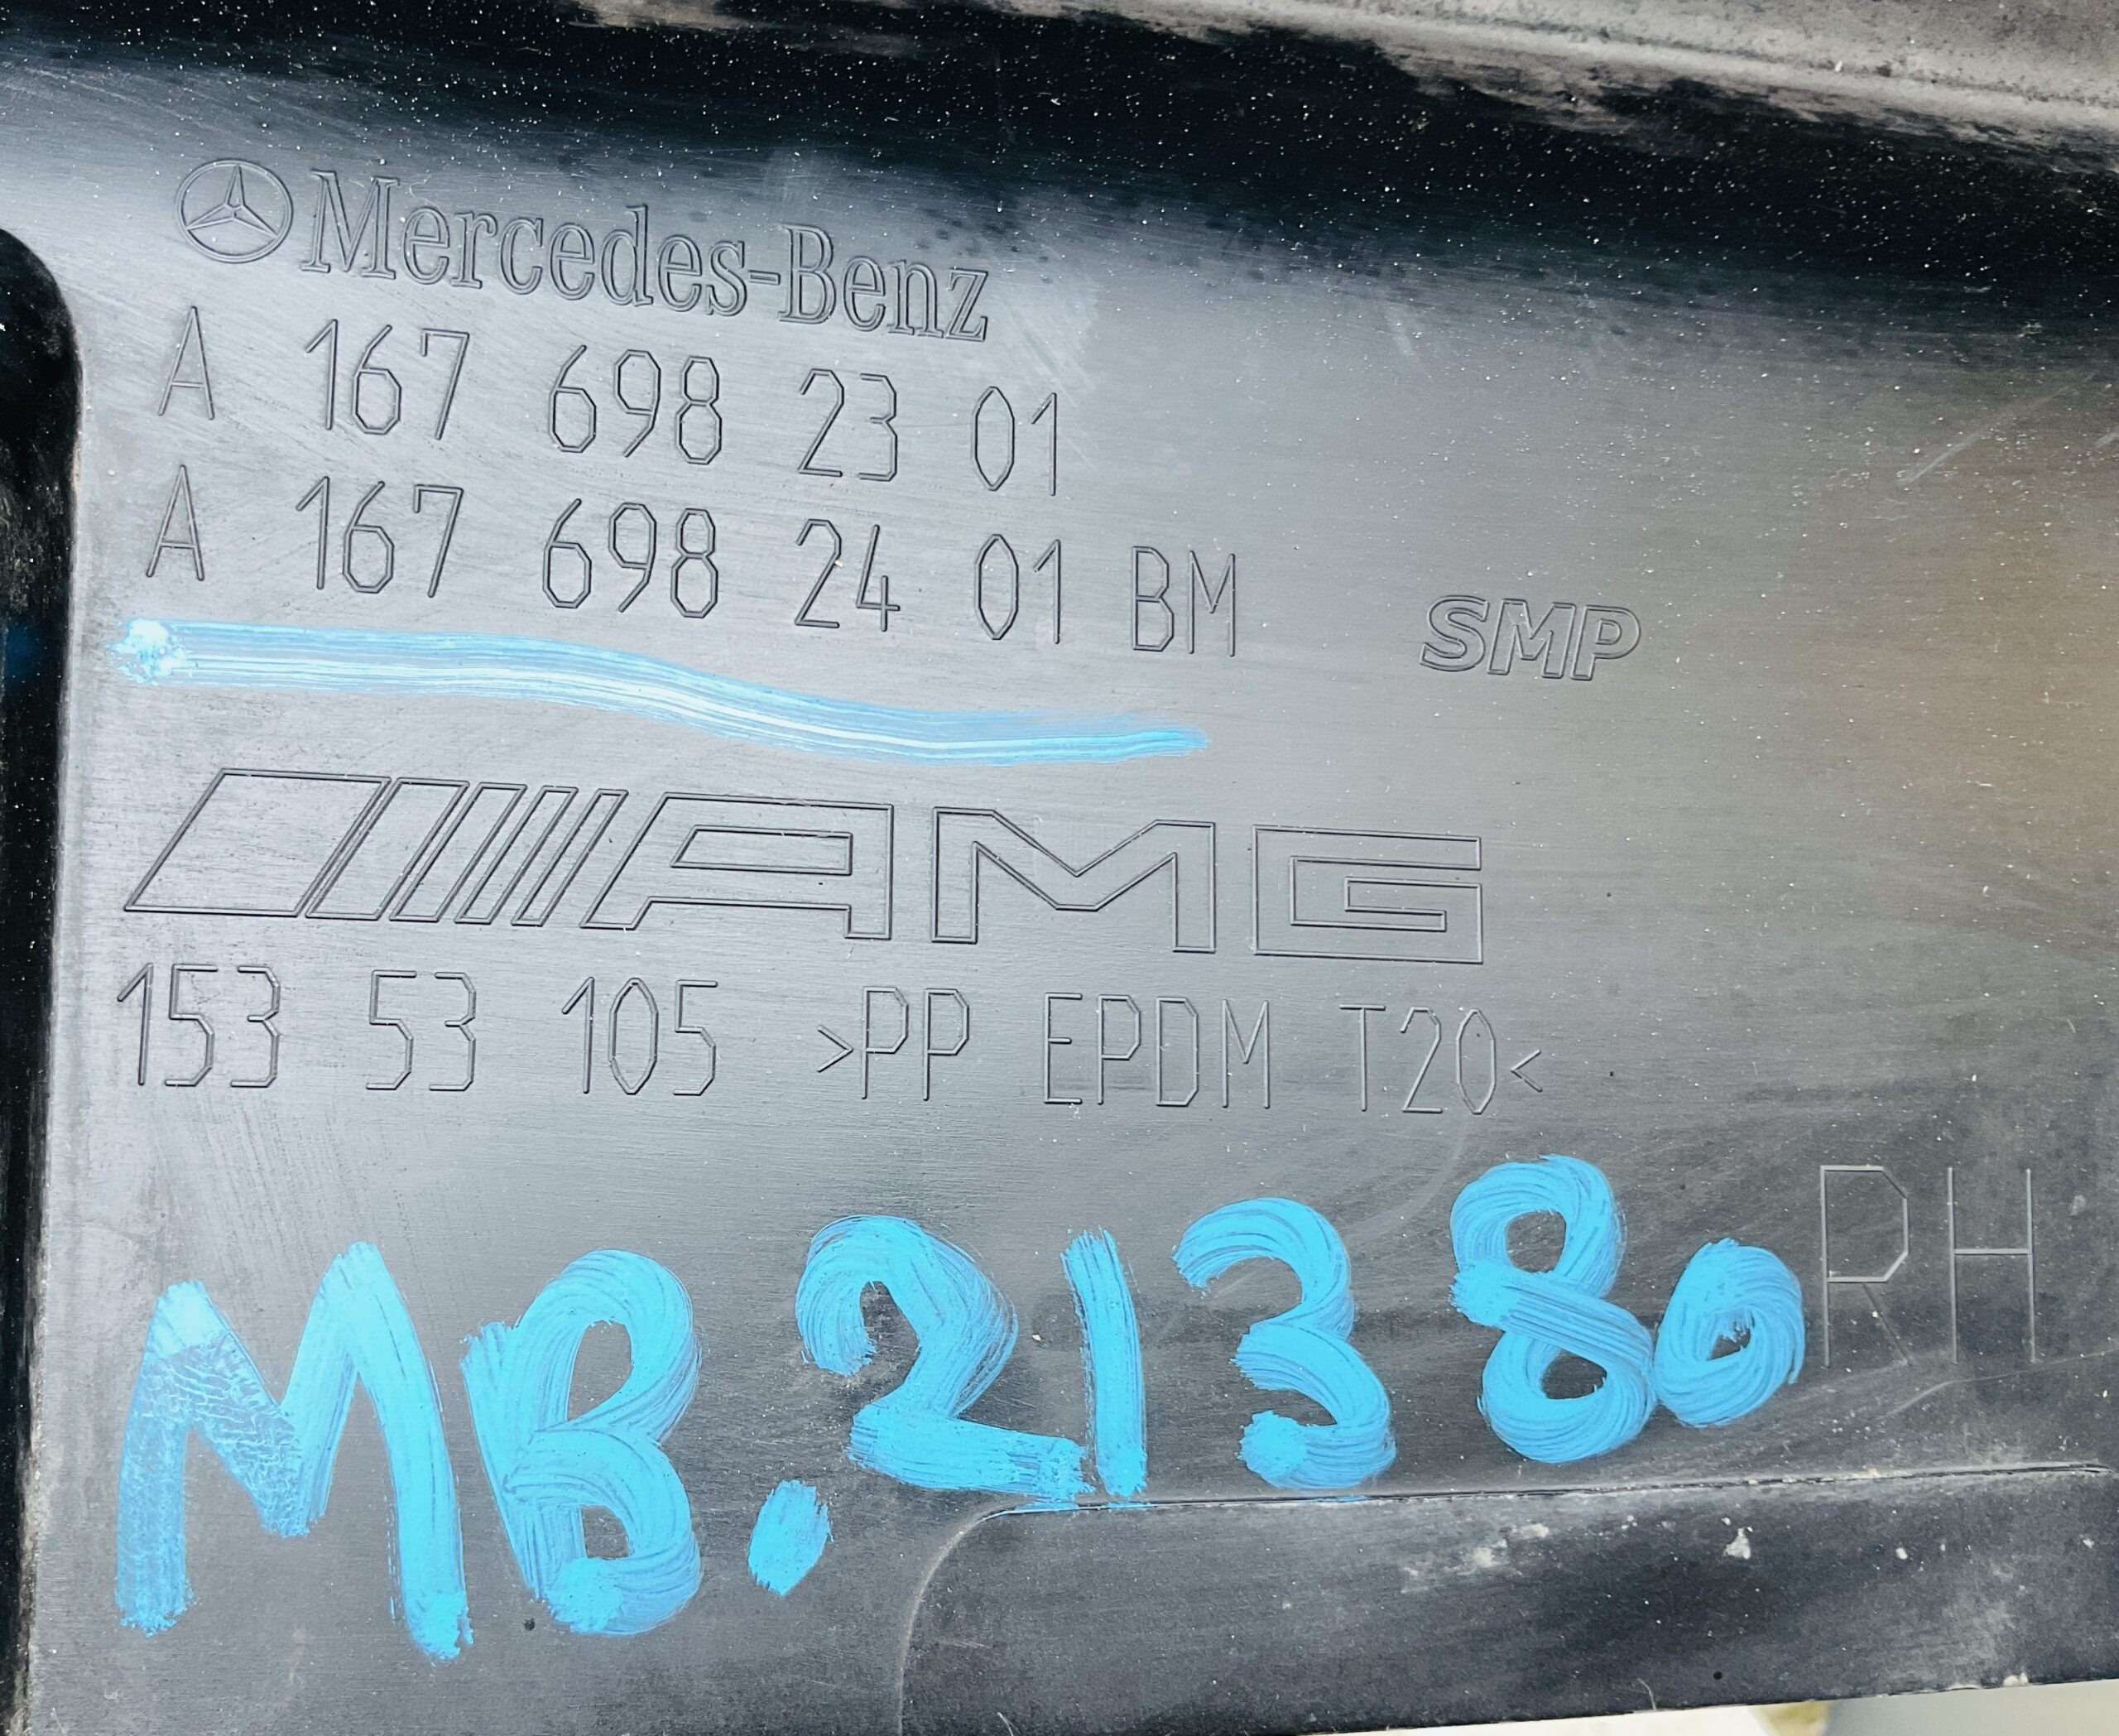 Mercedes-Benz
A 167 698 23 01
A 167 698 24 01 BM
SMP
AMG
153 53 105 >PP EPDM T20<
RH
MB.21380